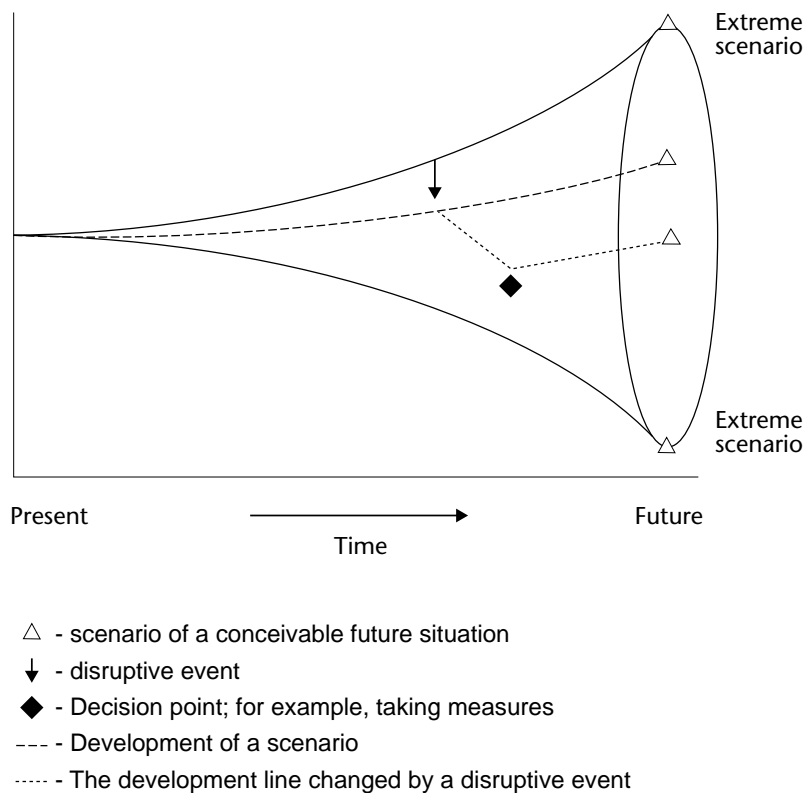 Extreme
scenario
Extreme
scenario
Present
Future
Time
- scenario of a conceivable future situation
- disruptive event
- Decision point; for example, taking measures
- Development of a scenario
- The development line changed by a disruptive event